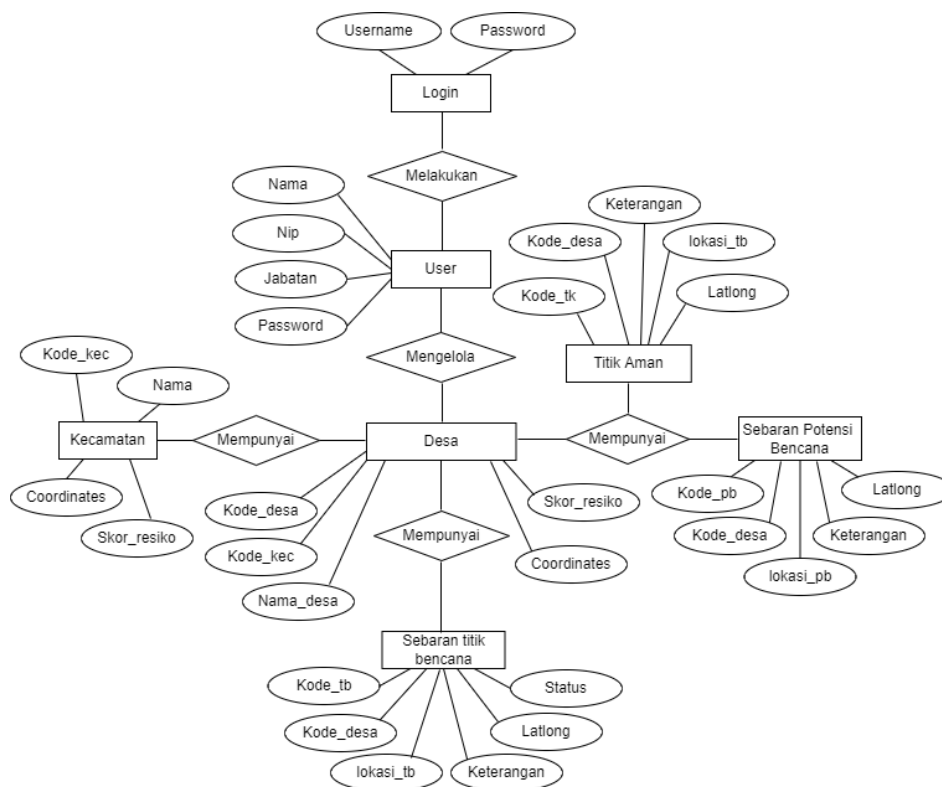 Username
Password
Login
Melakukan
Nama
Nip
Jabatan
Password
User
Keterangan
Kode_desa
lokasi_tb
Kode_tk
Latlong
Mengelola
Titik Aman
Kode_kec
Nama
Kecamatan
Mempunyai
Desa
Mempunyai
Sebaran Potensi
Bencana
Coordinates
Skor_resiko
Kode_desa
Kode_kec
Nama_desa
Mempunyai
Skor_resiko
Coordinates
Kode_pb
Kode_desa
lokasi_pb
Keterangan
Latlong
Sebaran titik
bencana
Kode_tb
Kode_desa
lokasi_tb
Keterangan
Latlong
Status